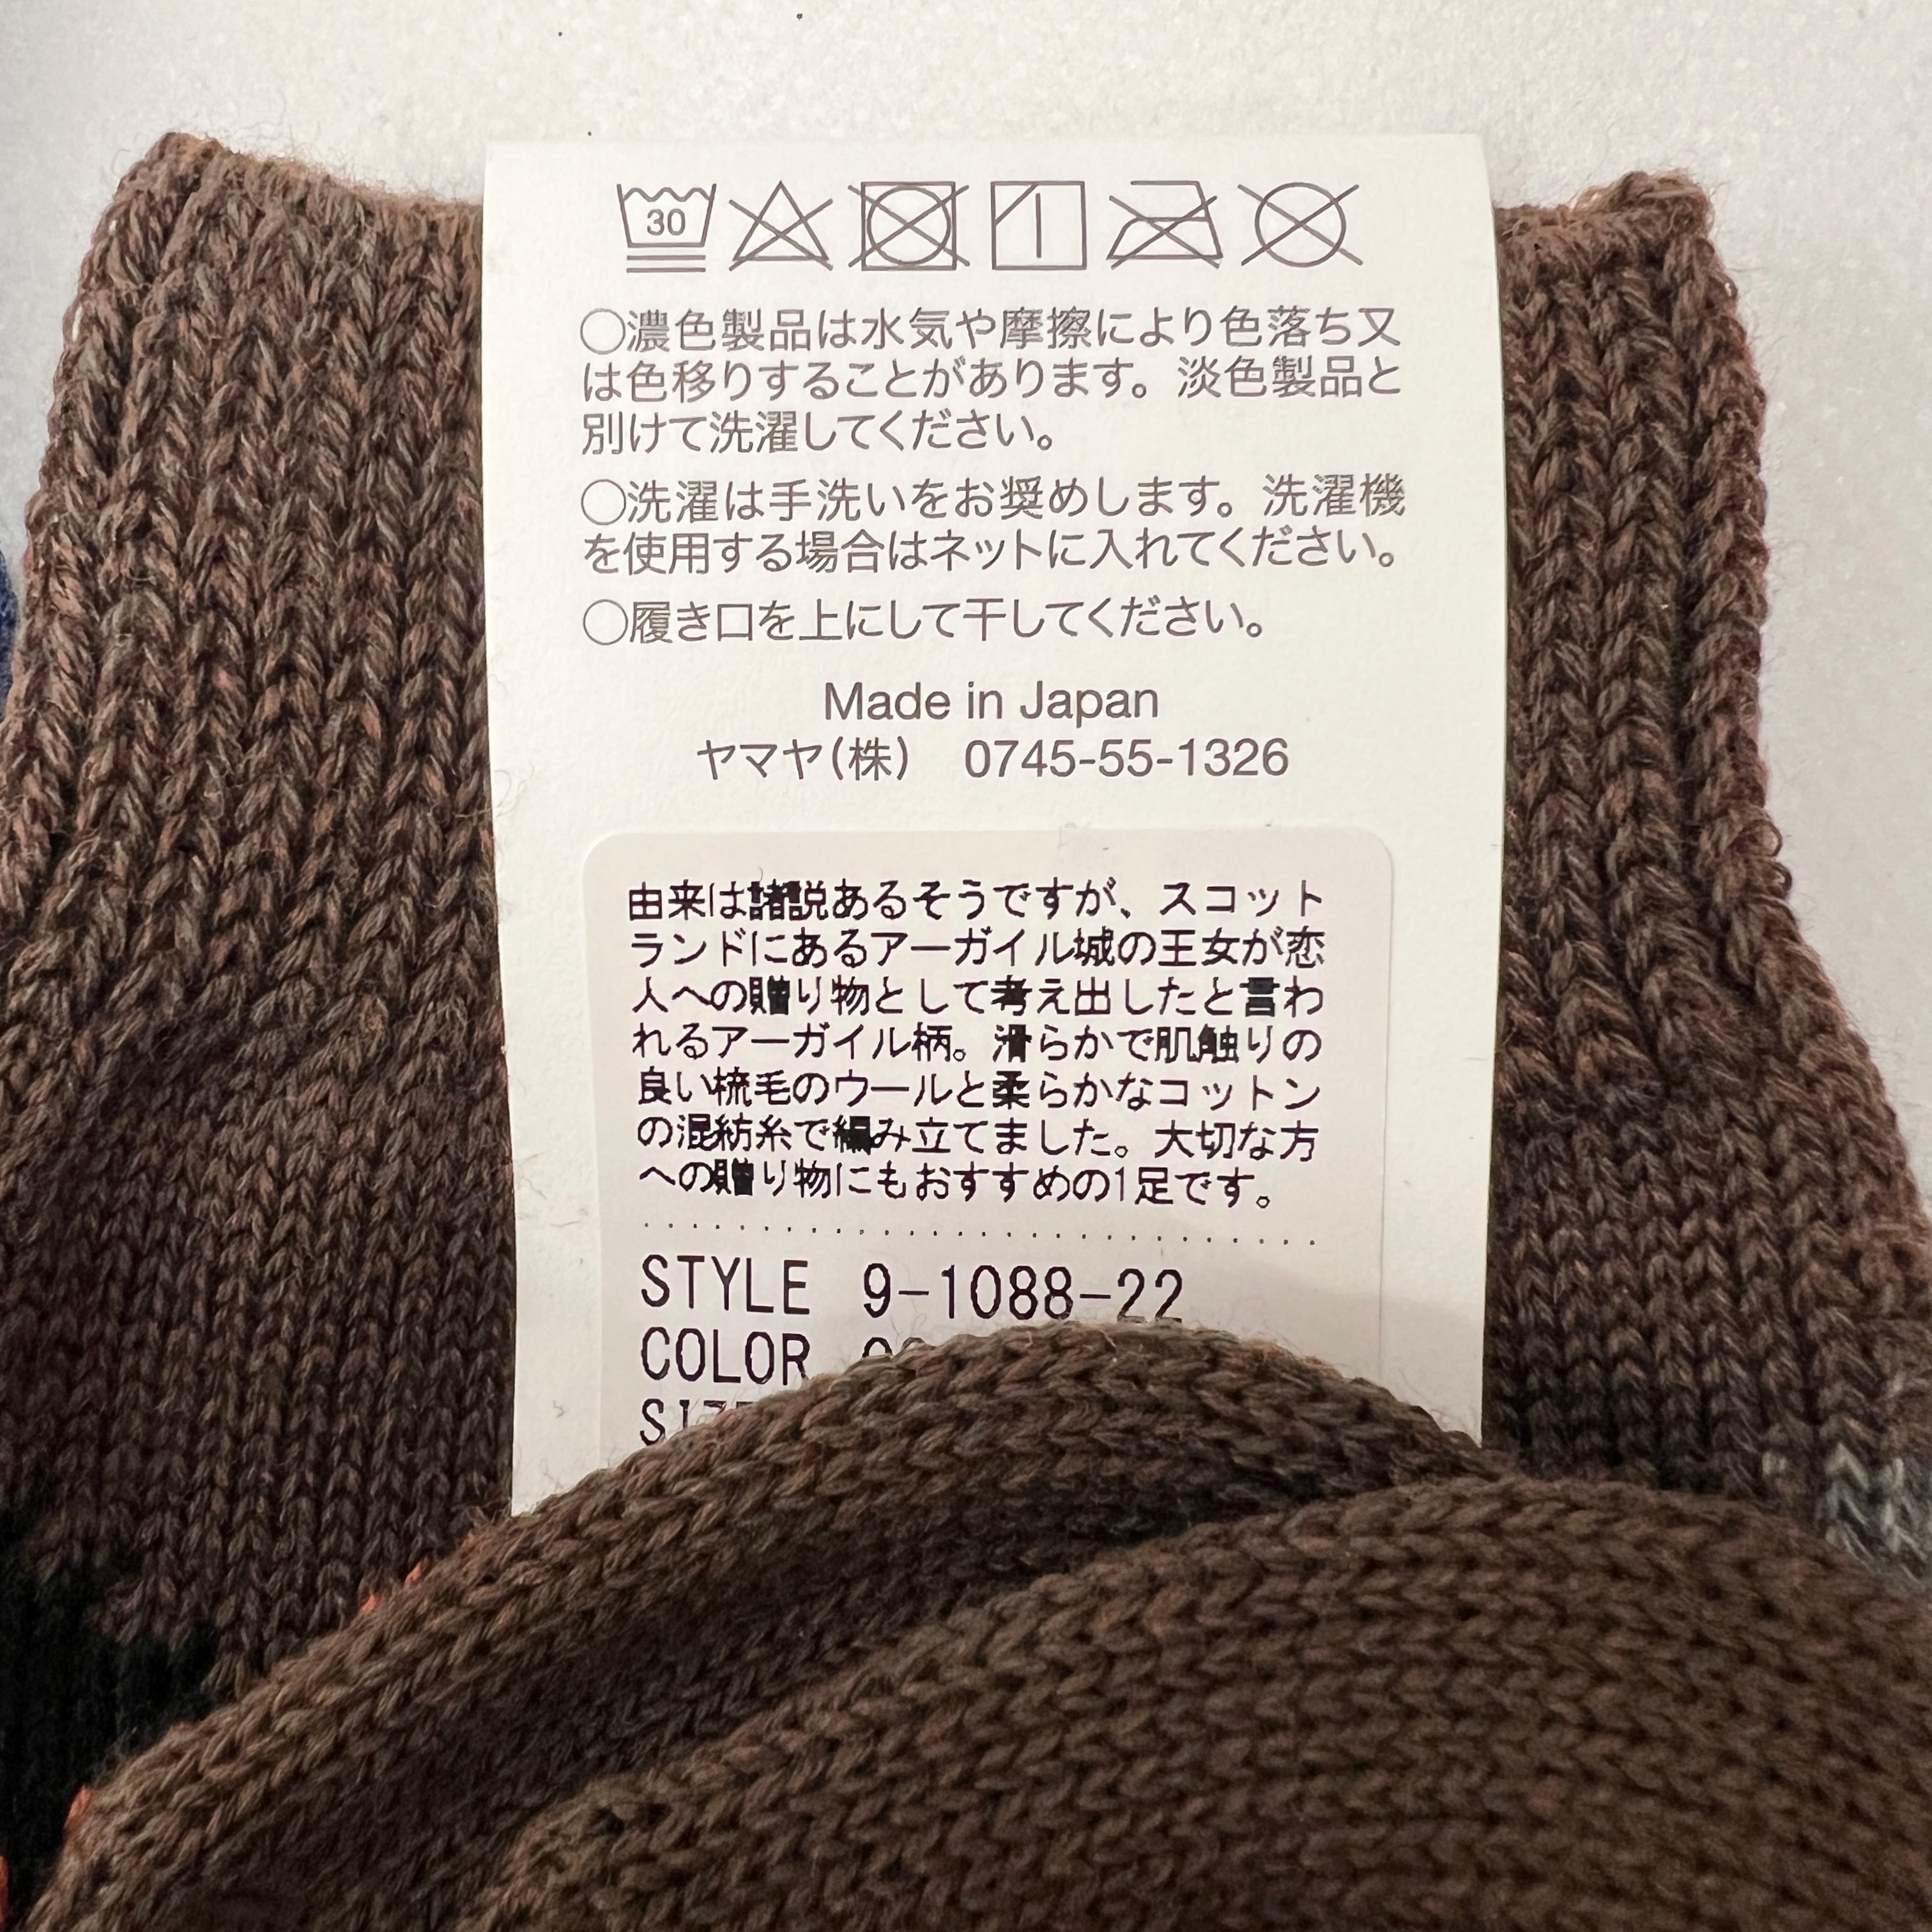 30
○濃色製品は水気や摩擦により色落ち又
は色移りすることがあります。淡色製品と
別けて洗濯してください。
○洗濯は手洗いをお奨めします。洗濯機
を使用する場合はネットに入れてください。
○履き口を上にして干してください。
Made in Japan
ヤマヤ(株) 0745-55-1326
由来は諸説あるそうですが、スコット
ランドにあるアーガイル城の王女が恋
人への贈り物として考え出したと言わ
れるアーガイル柄。滑らかで肌触りの
良い梳毛のウールと柔らかなコットン
の混紡糸で編み立てました。大切な方
への贈り物にもおすすめの1足です。
STYLE 9-1088-22
COLOR